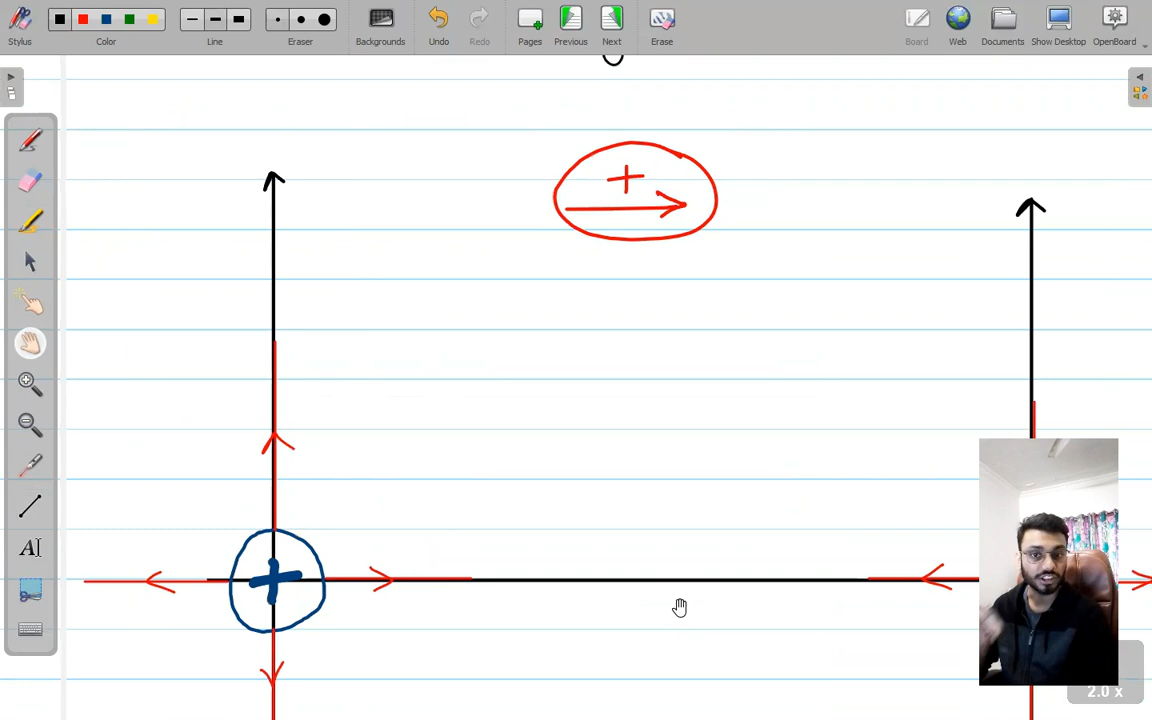 Stylus
Color
Line
Eraser
Backgrounds
Undo
Redo
Pages
Previous
Next
Erase
Board
Web
Documents
Show Desktop
OpenBoard
+
+
AI
2.0 x